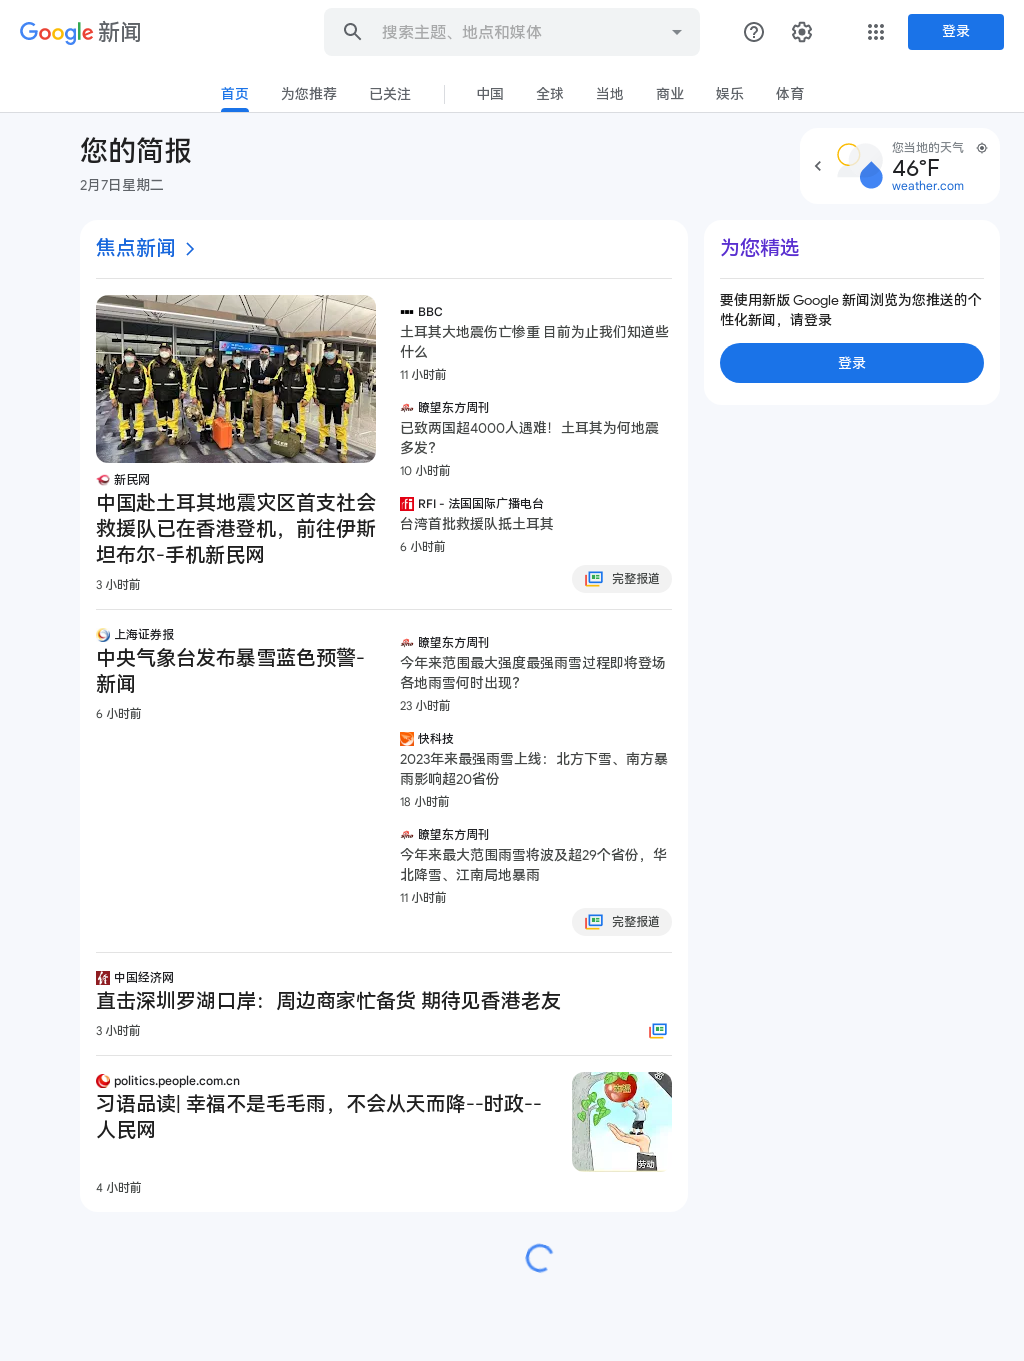 Google 新闻
搜索主题、地点和媒体
登录
首页
为您推荐
已关注
中国
全球
当地
商业
娱乐
体育
您的简报
2月7日星期二
您当地的天气
46°F
weather.com
焦点新闻
新民网
中国赴土耳其地震灾区首支社会
救援队已在香港登机，前往伊斯
坦布尔-手机新民网
3 小时前
BBC
土耳其大地震伤亡惨重 目前为止我们知道些
什么
11 小时前
瞭望东方周刊
已致两国超4000人遇难！土耳其为何地震
多发？
10 小时前
RFI - 法国国际广播电台
台湾首批救援队抵土耳其
6 小时前
完整报道
上海证券报
中央气象台发布暴雪蓝色预警-
新闻
6 小时前
瞭望东方周刊
今年来范围最大强度最强雨雪过程即将登场
各地雨雪何时出现？
23 小时前
快科技
2023年来最强雨雪上线：北方下雪、南方暴
雨影响超20省份
18 小时前
瞭望东方周刊
今年来最大范围雨雪将波及超29个省份，华
北降雪、江南局地暴雨
11 小时前
完整报道
中国经济网
直击深圳罗湖口岸：周边商家忙备货 期待见香港老友
3 小时前
politics.people.com.cn
习语品读| 幸福不是毛毛雨，不会从天而降--时政--
人民网
4 小时前
幸福
劳动
为您精选
要使用新版 Google 新闻浏览为您推送的个
性化新闻，请登录
登录